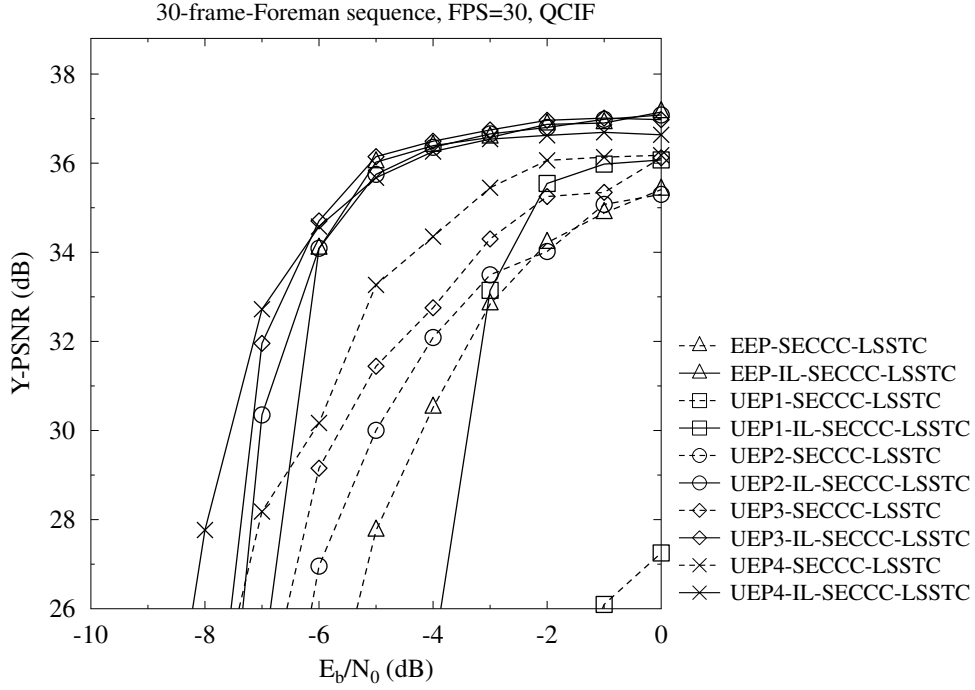 30-frame-Foreman sequence, FPS=30, QCIF
38
36
34
32
30
28
26
Y-PSNR (dB)
-10
-8
-6
-4
-2
0
E_b/N_0 (dB)
EEP-SECCC-LSSTC
EEP-IL-SECCC-LSSTC
UEP1-SECCC-LSSTC
UEP1-IL-SECCC-LSSTC
UEP2-SECCC-LSSTC
UEP2-IL-SECCC-LSSTC
UEP3-SECCC-LSSTC
UEP3-IL-SECCC-LSSTC
UEP4-SECCC-LSSTC
UEP4-IL-SECCC-LSSTC